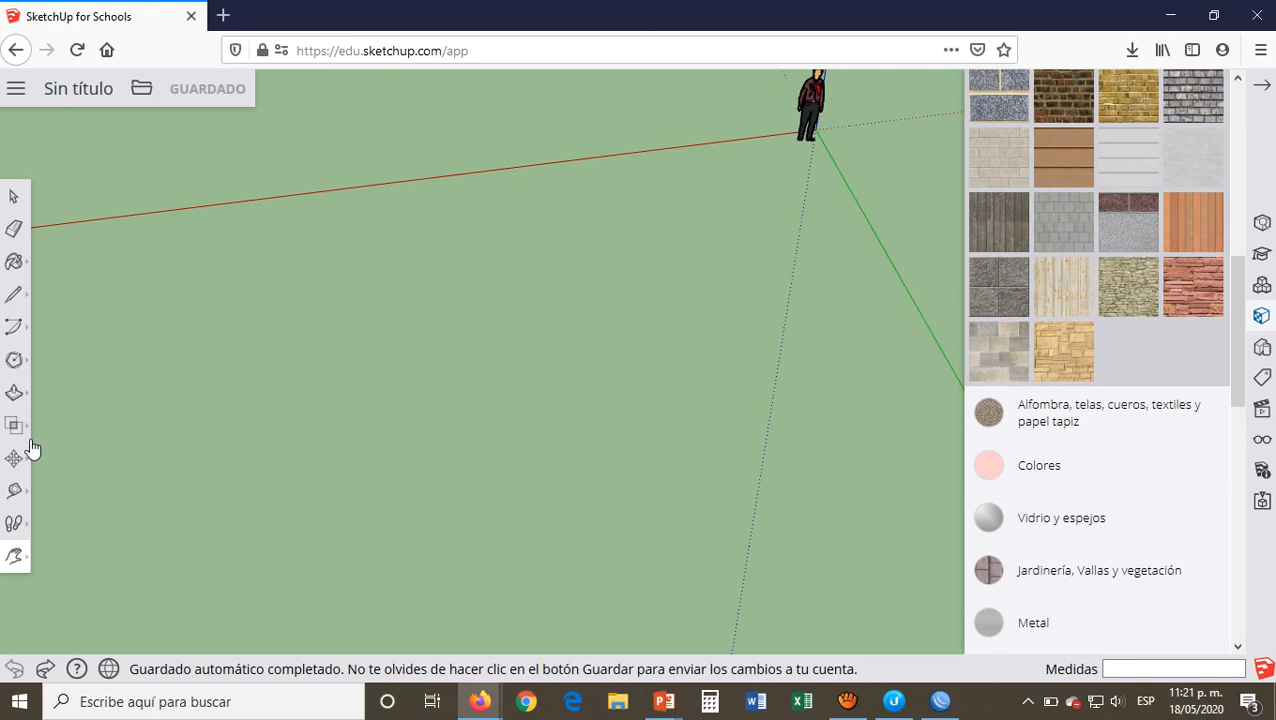 SketchUp for Schools
https://edu.sketchup.com/app
Sin título GUARDADO
Alfombra, telas, cueros, textiles y
papel tapiz
Colores
Vidrio y espejos
Jardinería, Vallas y vegetación
Metal
Guardado automático completado. No te olvides de hacer clic en el botón Guardar para enviar los cambios a tu cuenta.
Medidas
Escribe aquí para buscar
ESP
11:21 p. m.
18/05/2020
3